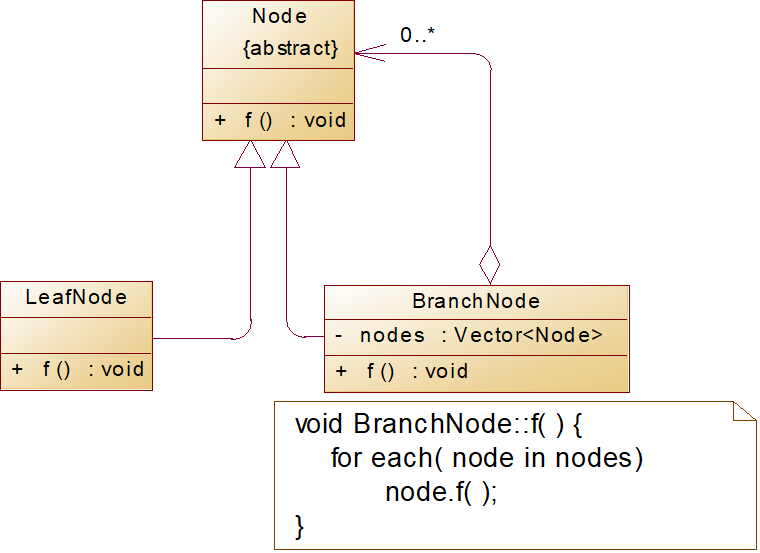 Node
{abstract}
+ f () : void
0..*
LeafNode
+ f () : void
BranchNode
- nodes : Vector<Node>
+ f () : void
void BranchNode::f( ) {
for each( node in nodes)
node.f( );
}